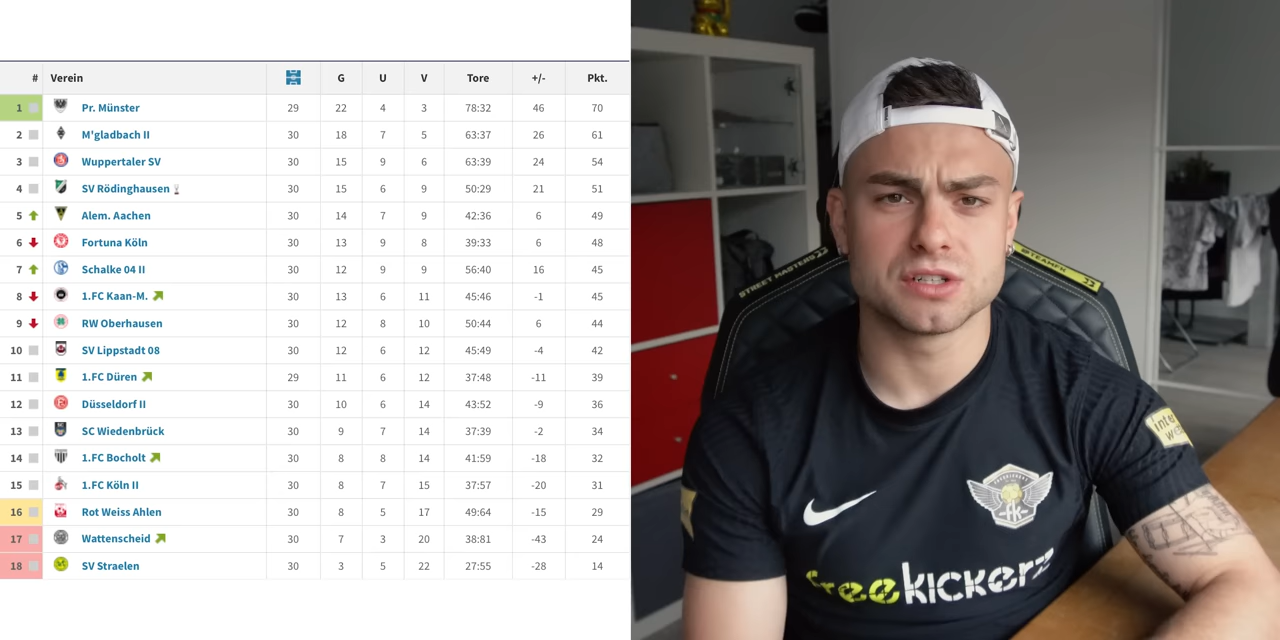 # Verein G U V Tore +/- Pkt.
1 Pr. Münster 29 22 4 3 78:32 46 70
2 M'gladbach II 30 18 7 5 63:37 26 61
3 Wuppertaler SV 30 15 9 6 63:39 24 54
4 SV Rödinghausen 30 15 6 9 50:29 21 51
5 Alem. Aachen 30 14 7 9 42:36 6 49
6 Fortuna Köln 30 13 9 8 39:33 6 48
7 Schalke 04 II 30 12 9 9 56:40 16 45
8 1.FC Kaan-M. 30 13 6 11 45:46 -1 45
9 RW Oberhausen 30 12 8 10 50:44 6 44
10 SV Lippstadt 08 30 12 6 12 45:49 -4 42
11 1.FC Düren 29 11 6 12 37:48 -11 39
12 Düsseldorf II 30 10 6 14 43:52 -9 36
13 SC Wiedenbrück 30 9 7 14 37:39 -2 34
14 1.FC Bocholt 30 8 8 14 41:59 -18 32
15 1.FC Köln II 30 8 7 15 37:57 -20 31
16 Rot Weiss Ahlen 30 8 5 17 49:64 -15 29
17 Wattenscheid 30 7 3 20 38:81 -43 24
18 SV Straelen 30 3 5 22 27:55 -28 14
STREET MASTERS
@TEAMFK
inter
FK
freekickerz